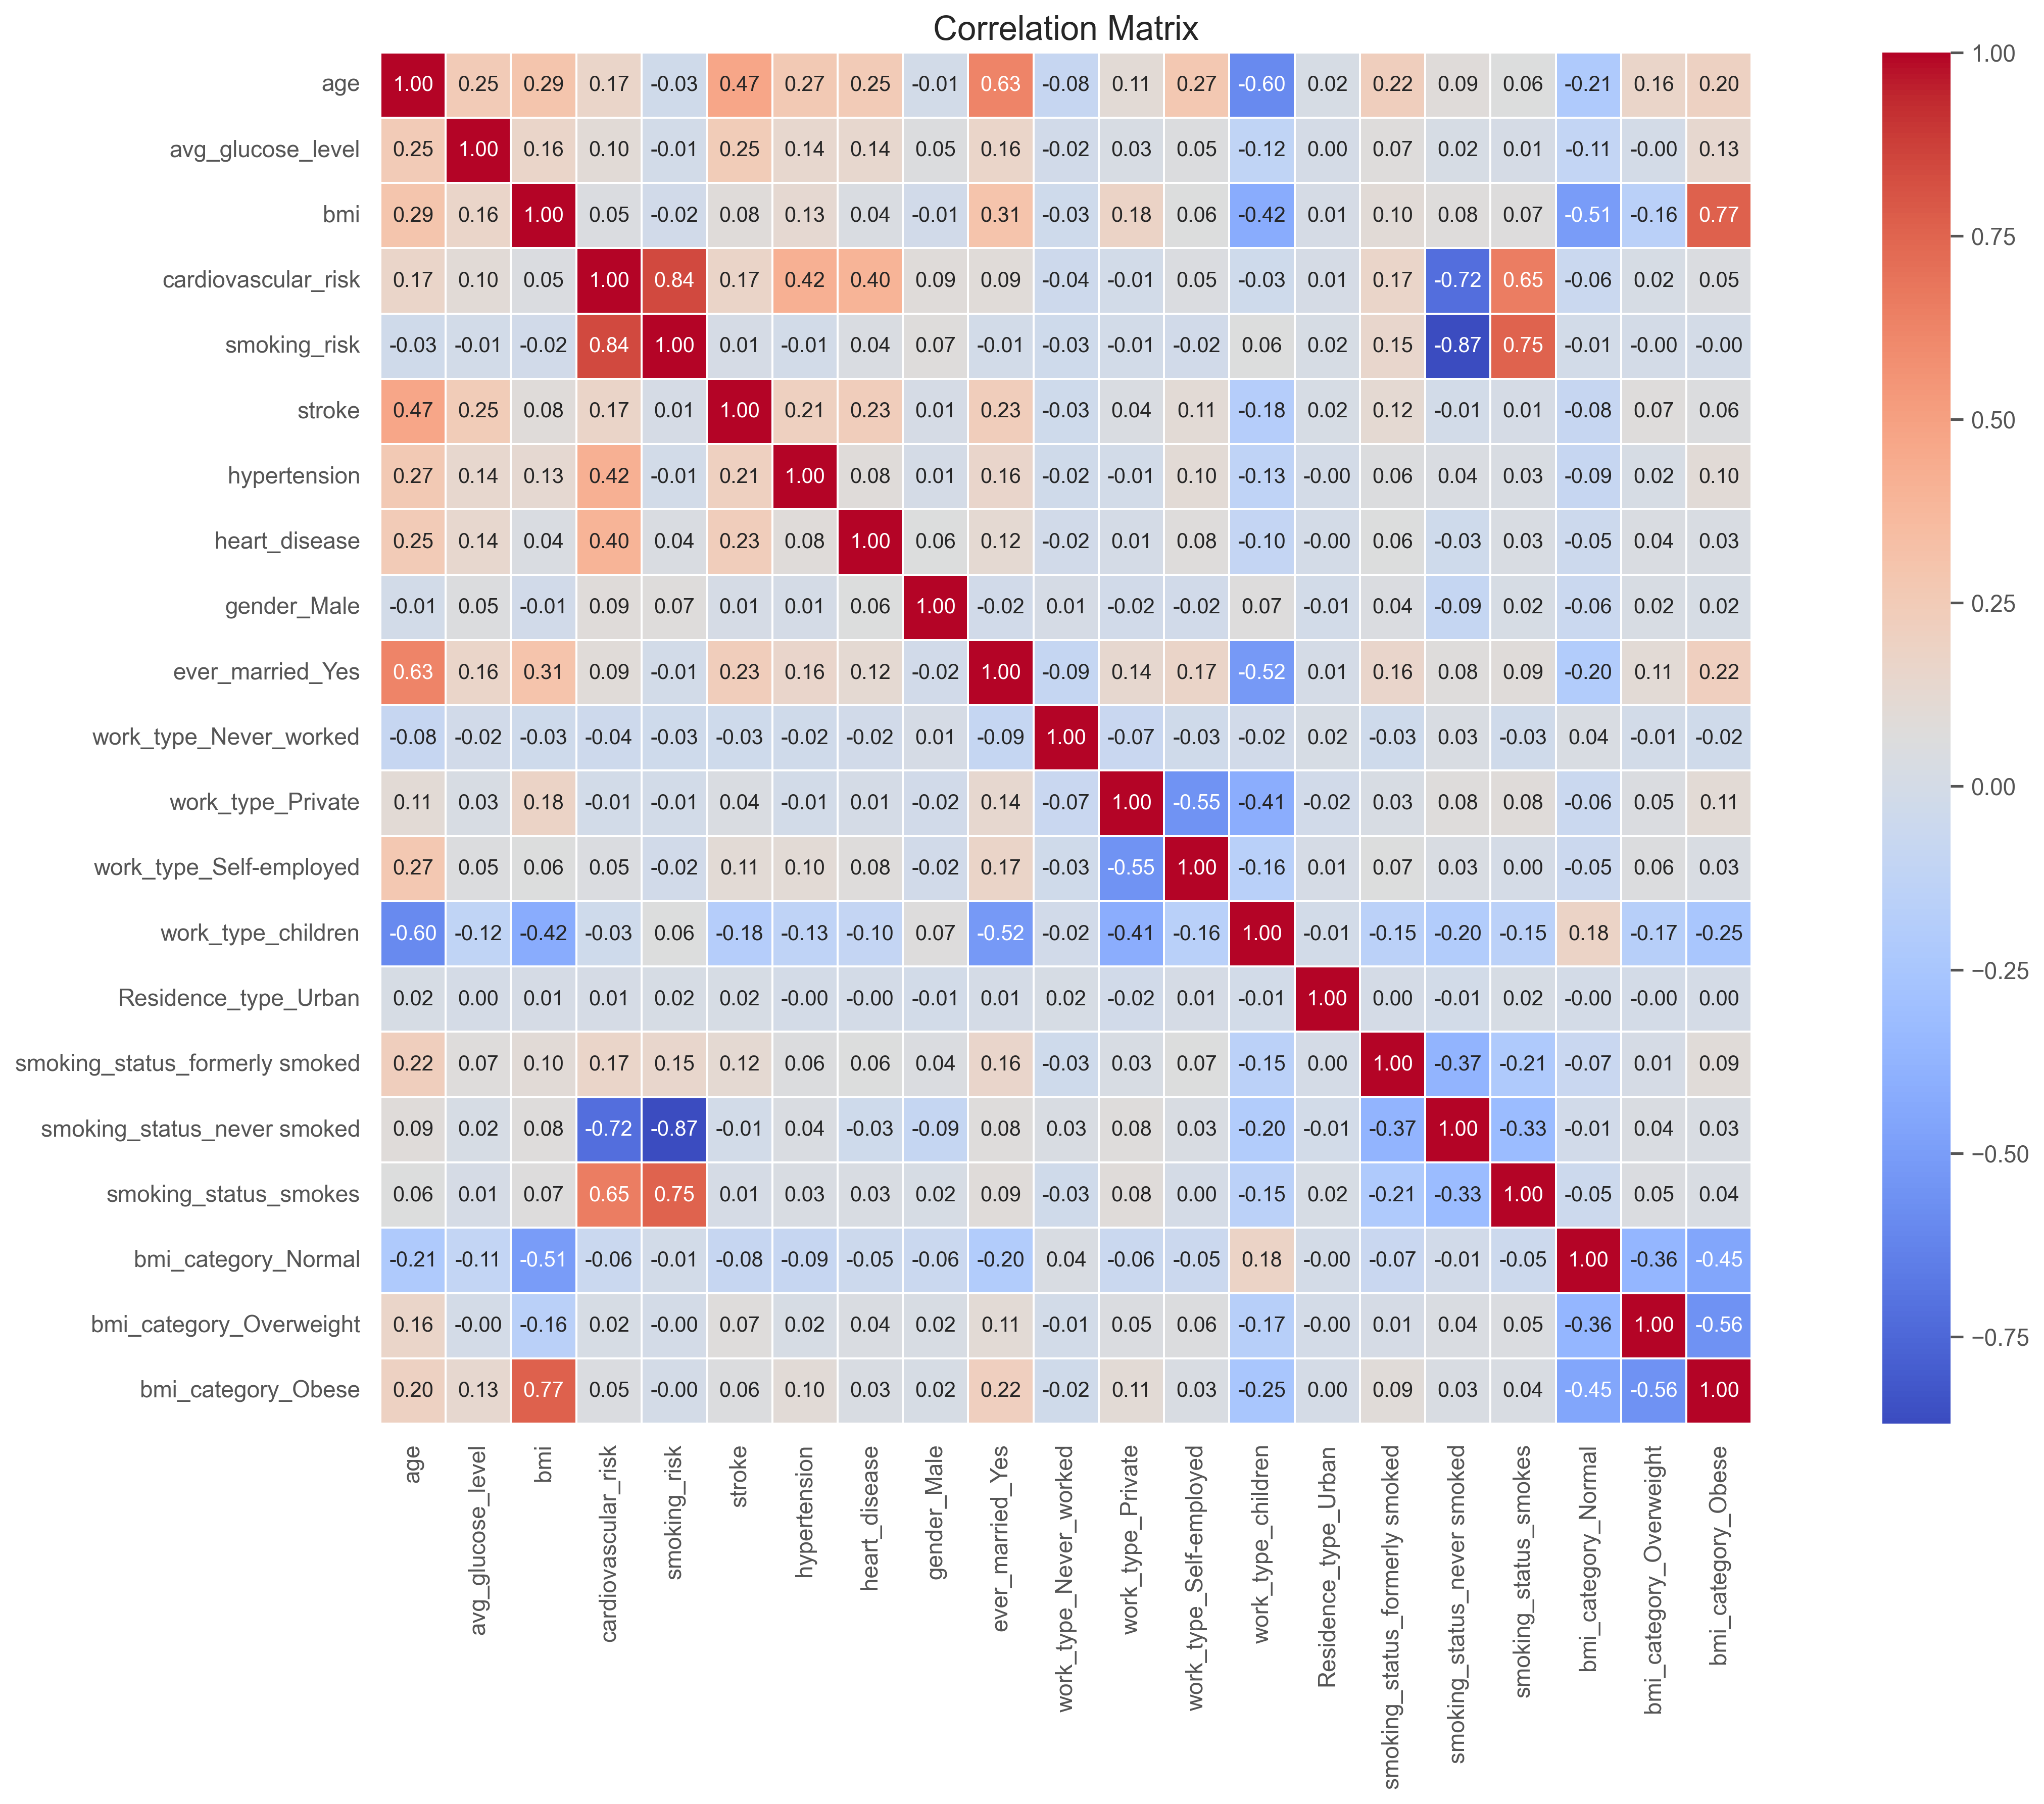 Correlation Matrix
age 1.00 0.25 0.29 0.17 -0.03 0.47 0.27 0.25 -0.01 0.63 -0.08 0.11 0.27 -0.60 0.02 0.22 0.09 0.06 -0.21 0.16 0.20
avg_glucose_level 0.25 1.00 0.16 0.10 -0.01 0.25 0.14 0.14 0.05 0.16 -0.02 0.03 0.05 -0.12 0.00 0.07 0.02 0.01 -0.11 -0.00 0.13
bmi 0.29 0.16 1.00 0.05 -0.02 0.08 0.13 0.04 -0.01 0.31 -0.03 0.18 0.06 -0.42 0.01 0.10 0.08 0.07 -0.51 -0.16 0.77
cardiovascular_risk 0.17 0.10 0.05 1.00 0.84 0.17 0.42 0.40 0.09 0.09 -0.04 -0.01 0.05 -0.03 0.01 0.17 -0.72 0.65 -0.06 0.02 0.05
smoking_risk -0.03 -0.01 -0.02 0.84 1.00 0.01 -0.01 0.04 0.07 -0.01 -0.03 -0.01 -0.02 0.06 0.02 0.15 -0.87 0.75 -0.01 -0.00 -0.00
stroke 0.47 0.25 0.08 0.17 0.01 1.00 0.21 0.23 0.01 0.23 -0.03 0.04 0.11 -0.18 0.02 0.12 -0.01 0.01 -0.08 0.07 0.06
hypertension 0.27 0.14 0.13 0.42 -0.01 0.21 1.00 0.08 0.01 0.16 -0.02 -0.01 0.10 -0.13 -0.00 0.06 0.04 0.03 -0.09 0.02 0.10
heart_disease 0.25 0.14 0.04 0.40 0.04 0.23 0.08 1.00 0.06 0.12 -0.02 0.01 0.08 -0.10 -0.00 0.06 -0.03 0.03 -0.05 0.04 0.03
gender_Male -0.01 0.05 -0.01 0.09 0.07 0.01 0.01 0.06 1.00 -0.02 0.01 -0.02 -0.02 0.07 -0.01 0.04 -0.09 0.02 -0.06 0.02 0.02
ever_married_Yes 0.63 0.16 0.31 0.09 -0.01 0.23 0.16 0.12 -0.02 1.00 -0.09 0.14 0.17 -0.52 0.01 0.16 0.08 0.09 -0.20 0.11 0.22
work_type_Never_worked -0.08 -0.02 -0.03 -0.04 -0.03 -0.03 -0.02 -0.02 0.01 -0.09 1.00 -0.07 -0.03 -0.02 0.02 -0.03 0.03 -0.03 0.04 -0.01 -0.02
work_type_Private 0.11 0.03 0.18 -0.01 -0.01 0.04 -0.01 0.01 -0.02 0.14 -0.07 1.00 -0.55 -0.41 -0.02 0.03 0.08 0.08 -0.06 0.05 0.11
work_type_Self-employed 0.27 0.05 0.06 0.05 -0.02 0.11 0.10 0.08 -0.02 0.17 -0.03 -0.55 1.00 -0.16 0.01 0.07 0.03 0.00 -0.05 0.06 0.03
work_type_children -0.60 -0.12 -0.42 -0.03 0.06 -0.18 -0.13 -0.10 0.07 -0.52 -0.02 -0.41 -0.16 1.00 -0.01 -0.15 -0.20 -0.15 0.18 -0.17 -0.25
Residence_type_Urban 0.02 0.00 0.01 0.01 0.02 0.02 -0.00 -0.00 -0.01 0.01 0.02 -0.02 0.01 -0.01 1.00 0.00 -0.01 0.02 -0.00 -0.00 0.00
smoking_status_formerly smoked 0.22 0.07 0.10 0.17 0.15 0.12 0.06 0.06 0.04 0.16 -0.03 0.03 0.07 -0.15 0.00 1.00 -0.37 -0.21 -0.07 0.01 0.09
smoking_status_never smoked 0.09 0.02 0.08 -0.72 -0.87 -0.01 0.04 -0.03 -0.09 0.08 0.03 0.08 0.03 -0.20 -0.01 -0.37 1.00 -0.33 -0.01 0.04 0.03
smoking_status_smokes 0.06 0.01 0.07 0.65 0.75 0.01 0.03 0.03 0.02 0.09 -0.03 0.08 0.00 -0.15 0.02 -0.21 -0.33 1.00 -0.05 0.05 0.04
bmi_category_Normal -0.21 -0.11 -0.51 -0.06 -0.01 -0.08 -0.09 -0.05 -0.06 -0.20 0.04 -0.06 -0.05 0.18 -0.00 -0.07 -0.01 -0.05 1.00 -0.36 -0.45
bmi_category_Overweight 0.16 -0.00 -0.16 0.02 -0.00 0.07 0.02 0.04 0.02 0.11 -0.01 0.05 0.06 -0.17 -0.00 0.01 0.04 0.05 -0.36 1.00 -0.56
bmi_category_Obese 0.20 0.13 0.77 0.05 -0.00 0.06 0.10 0.03 0.02 0.22 -0.02 0.11 0.03 -0.25 0.00 0.09 0.03 0.04 -0.45 -0.56 1.00
age
avg_glucose_level
bmi
cardiovascular_risk
smoking_risk
stroke
hypertension
heart_disease
gender_Male
ever_married_Yes
work_type_Never_worked
work_type_Private
work_type_Self-employed
work_type_children
Residence_type_Urban
smoking_status_formerly smoked
smoking_status_never smoked
smoking_status_smokes
bmi_category_Normal
bmi_category_Overweight
bmi_category_Obese
1.00
0.75
0.50
0.25
0.00
−0.25
−0.50
−0.75